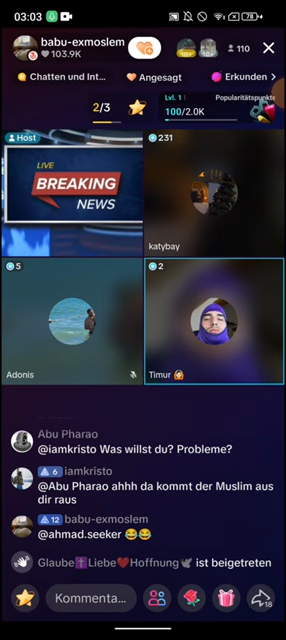 03:03
78
babu-exmoslem
103.9K
10+
10+
110
Chatten und Int...
Angesagt
Erkunden
2/3
Lvl. 1
Popularitätspunkte
100/2.0K
Host
LIVE
BREAKING
NEWS
231
katybay
5
Adonis
2
Timur
Abu Pharao
@iamkristo Was willst du? Probleme?
6 iamkristo
@Abu Pharao ahhh da kommt der Muslim aus
dir raus
12 babu-exmoslem
@ahmad.seeker 😂😂
Glaube✝️Liebe❤️Hoffnung🕊️ ist beigetreten
Kommenta...
18